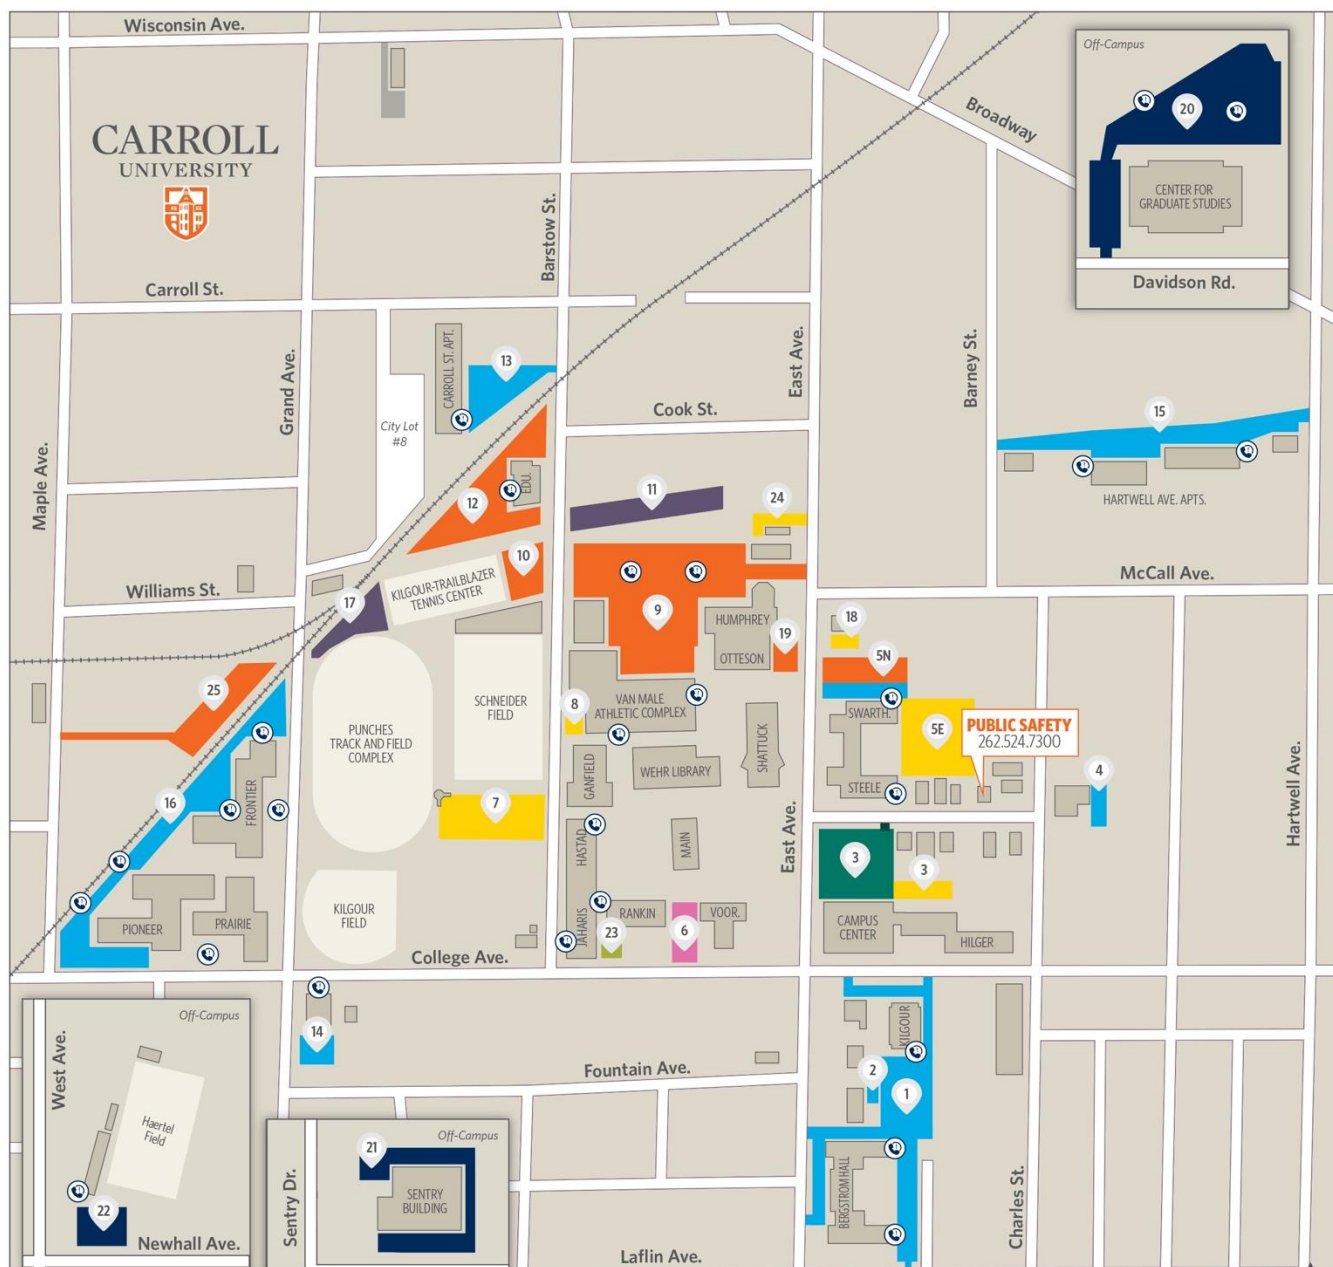 Wisconsin Ave.
CARROLL
UNIVERSITY
Broadway
Off-Campus
20
CENTER FOR
GRADUATE STUDIES
Davidson Rd.
Barstow St.
Carroll St.
Grand Ave.
Maple Ave.
CARROLL ST. APT.
13
City Lot
#8
East Ave.
Cook St.
Barney St.
15
HARTWELL AVE. APTS.
EDU.
12
11
24
10
KILGOUR-TRAILBLAZER
TENNIS CENTER
17
Williams St.
McCall Ave.
9
HUMPHREY
OTTESON
19
18
5N
25
SCHNEIDER
FIELD
8
VAN MALE
ATHLETIC COMPLEX
SWARTH.
5E
PUBLIC SAFETY
262.524.7300
PUNCHES
TRACK AND FIELD
COMPLEX
SHATTUCK
GANFIELD
WEHR LIBRARY
STEELE
4
16
FRONTIER
7
HASTAD
MAIN
East Ave.
Hartwell Ave.
3
3
KILGOUR
FIELD
PIONEER
PRAIRIE
JAHARIS
RANKIN
23
6
VOOR.
CAMPUS
CENTER
HILGER
College Ave.
West Ave.
Off-Campus
14
KILGOUR
Fountain Ave.
2
1
Haertel
Field
22
Newhall Ave.
Sentry Dr.
21
Off-Campus
SENTRY
BUILDING
BERGSTROM HALL
Charles St.
Laflin Ave.